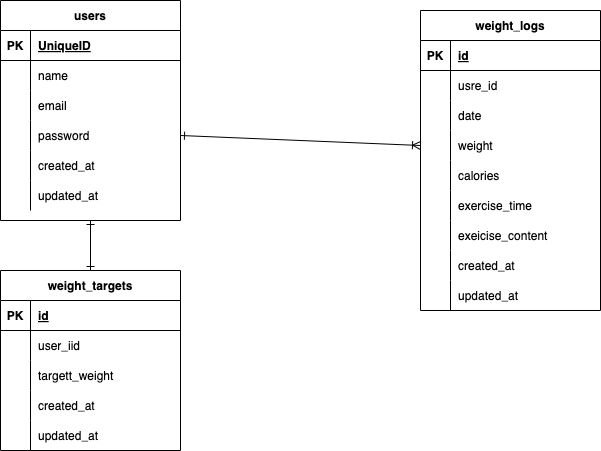 users
PK UniqueID
name
email
password
created_at
updated_at
weight_logs
PK id
usre_id
date
weight
calories
exercise_time
exeicise_content
created_at
updated_at
weight_targets
PK id
user_iid
targett_weight
created_at
updated_at